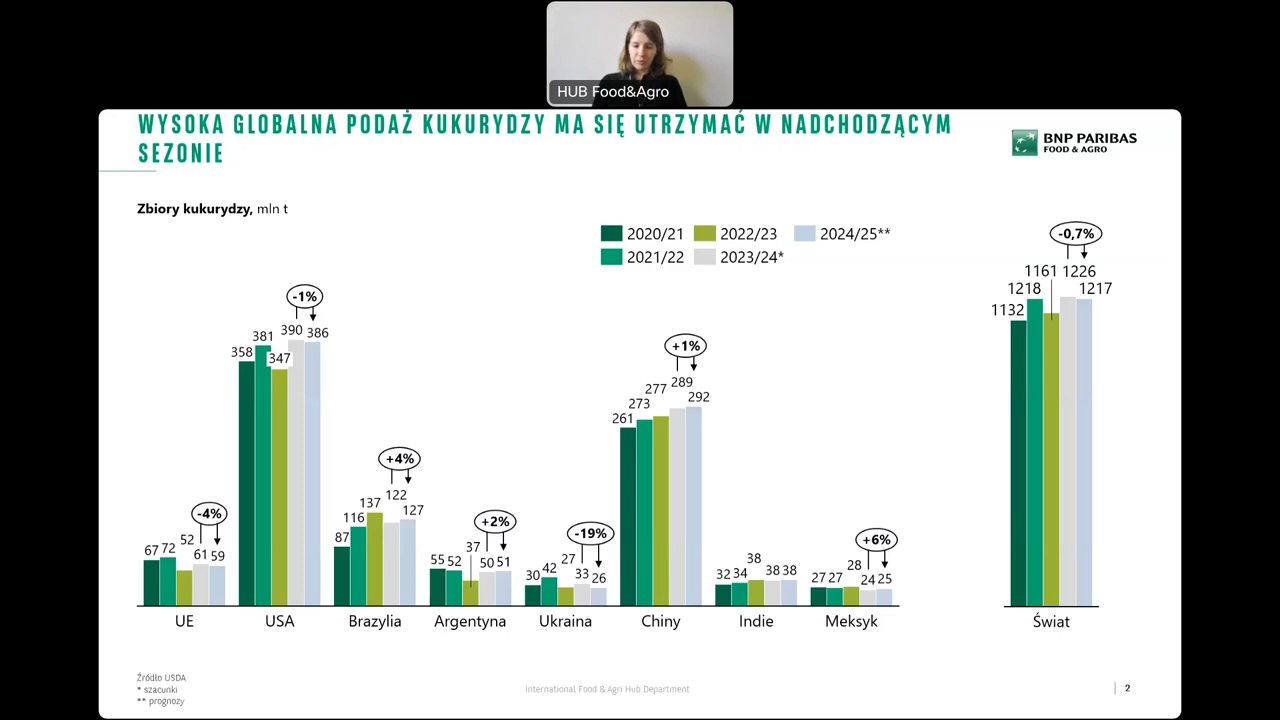 HUB Food&Agro
WYSOKA GLOBALNA PODAŻ KUKURYDZY MA SIĘ UTRZYMAĆ W NADCHODZĄCYM
SEZONIE
BNP PARIBAS
FOOD & AGRO
Zbiory kukurydzy, mln t
2020/21 2022/23 2024/25**
2021/22 2023/24*
-1%
358 381 347 390 386
-4%
67 72 52 61 59
+4%
87 116 137 122 127
+2%
55 52 37 50 51
-19%
30 42 27 33 26
+1%
261 273 277 289 292
32 34 38 38 38
+6%
27 27 28 24 25
-0,7%
1132 1218 1161 1226 1217
UE USA Brazylia Argentyna Ukraina Chiny Indie Meksyk Świat
Źródło USDA
* szacunki
** prognozy
International Food & Agri Hub Department
2